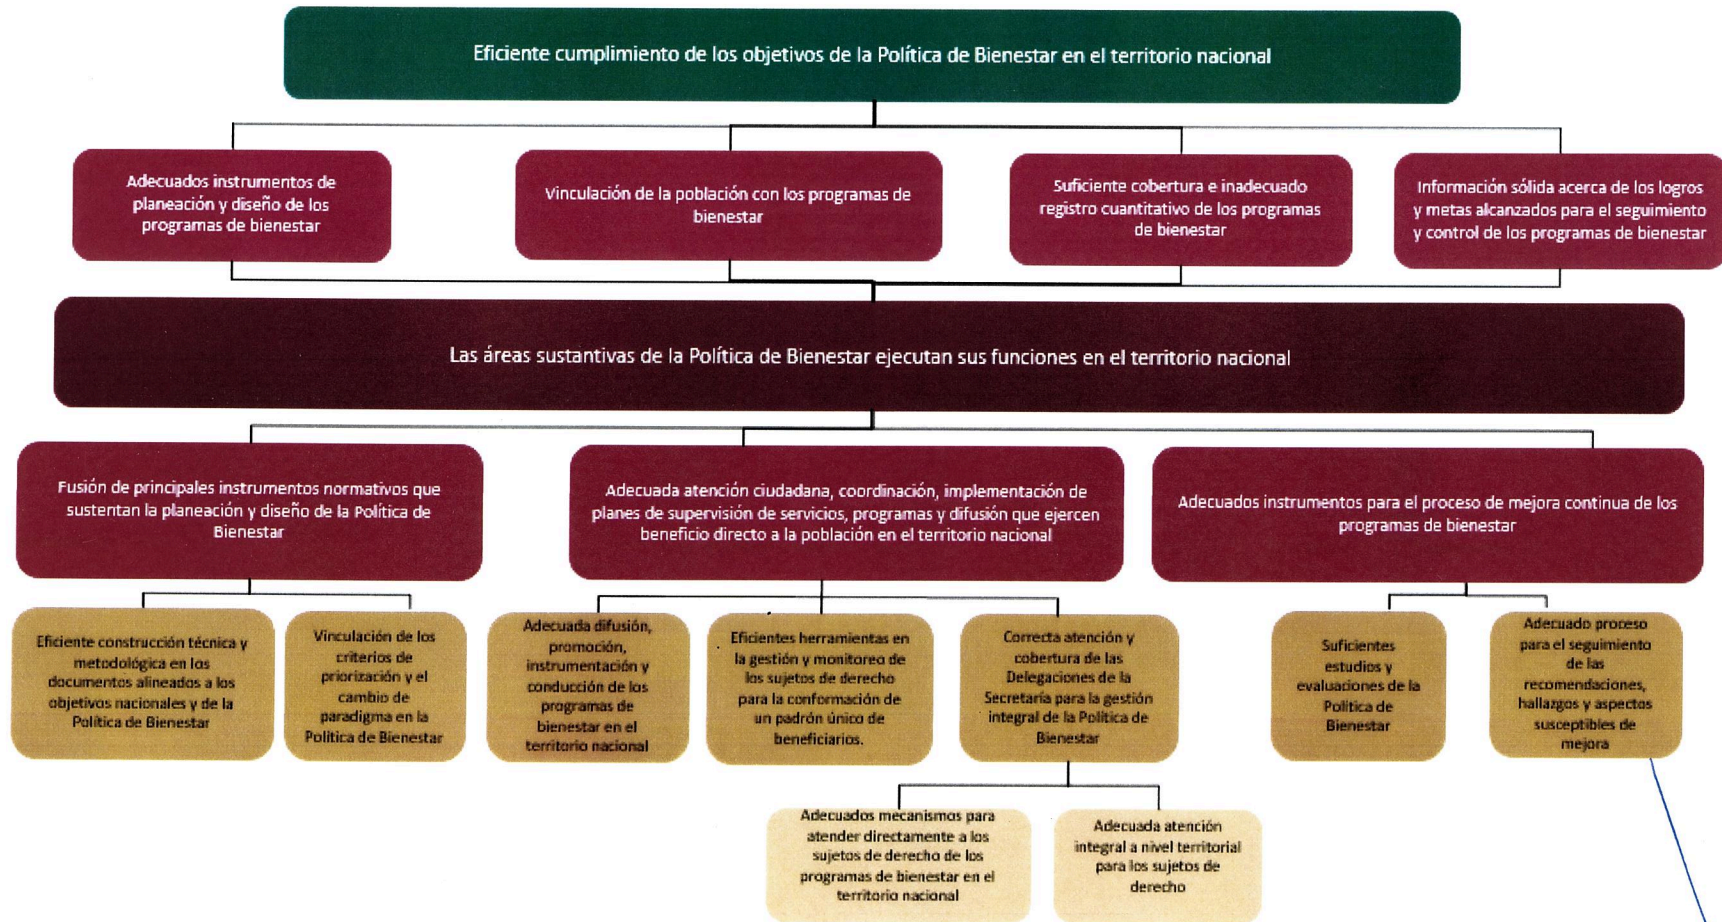 Eficiente cumplimiento de los objetivos de la Política de Bienestar en el territorio nacional
Adecuados instrumentos de
planeación y diseño de los
programas de bienestar
Vinculación de la población con los programas de
bienestar
Suficiente cobertura e inadecuado
registro cuantitativo de los programas
de bienestar
Información sólida acerca de los logros
y metas alcanzados para el seguimiento
y control de los programas de bienestar
Las áreas sustantivas de la Política de Bienestar ejecutan sus funciones en el territorio nacional
Fusión de principales instrumentos normativos que
sustentan la planeación y diseño de la Política de
Bienestar
Adecuada atención ciudadana, coordinación, implementación de
planes de supervisión de servicios, programas y difusión que ejercen
beneficio directo a la población en el territorio nacional
Adecuados instrumentos para el proceso de mejora continua de los
programas de bienestar
Eficiente construcción técnica y
metodológica en los
documentos alineados a los
objetivos nacionales y de la
Política de Bienestar
Vinculación de los
criterios de
priorización y el
cambio de
paradigma en la
Política de Bienestar
Adecuada difusión,
promoción,
instrumentación y
conducción de los
programas de
bienestar en el
territorio nacional
Eficientes herramientas en
la gestión y monitoreo de
los sujetos de derecho
para la conformación de
un padrón único de
beneficiarios.
Correcta atención y
cobertura de las
Delegaciones de la
Secretaría para la gestión
integral de la Política de
Bienestar
Suficientes
estudios y
evaluaciones de la
Política de
Bienestar
Adecuado proceso
para el seguimiento
de las
recomendaciones,
hallazgos y aspectos
susceptibles de
mejora
Adecuados mecanismos para
atender directamente a los
sujetos de derecho de los
programas de bienestar en el
territorio nacional
Adecuada atención
integral a nivel territorial
para los sujetos de
derecho